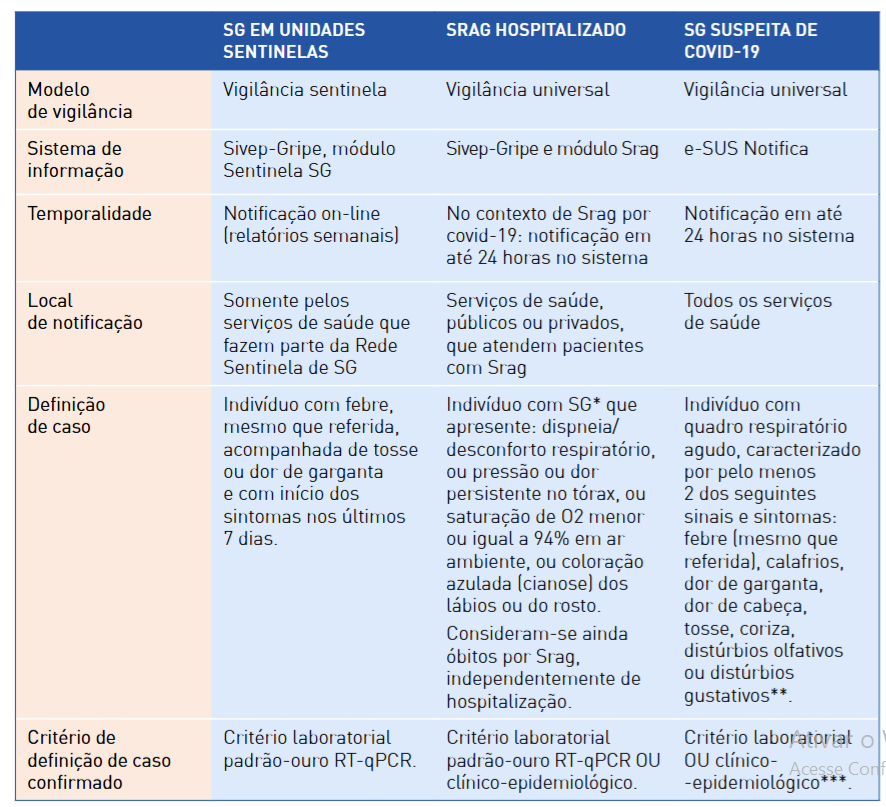 SG EM UNIDADES
SENTINELAS
SRAG HOSPITALIZADO
SG SUSPEITA DE
COVID-19
Modelo
de vigilância
Vigilância sentinela
Vigilância universal
Vigilância universal
Sistema de
informação
Sivep-Gripe, módulo
Sentinela SG
Sivep-Gripe e módulo Srag
e-SUS Notifica
Temporalidade
Notificação on-line
(relatórios semanais)
No contexto de Srag por
covid-19: notificação em
até 24 horas no sistema
Notificação em até
24 horas no sistema
Local
de notificação
Somente pelos
serviços de saúde que
fazem parte da Rede
Sentinela de SG
Serviços de saúde,
públicos ou privados,
que atendem pacientes
com Srag
Todos os serviços
de saúde
Definição
de caso
Indivíduo com febre,
mesmo que referida,
acompanhada de tosse
ou dor de garganta
e com início dos
sintomas nos últimos
7 dias.
Indivíduo com SG* que
apresente: dispneia/
desconforto respiratório,
ou pressão ou dor
persistente no tórax, ou
saturação de O2 menor
ou igual a 94% em ar
ambiente, ou coloração
azulada (cianose) dos
lábios ou do rosto.
Consideram-se ainda
óbitos por Srag,
independentemente de
hospitalização.
Indivíduo com
quadro respiratório
agudo, caracterizado
por pelo menos
2 dos seguintes
sinais e sintomas:
febre (mesmo que
referida), calafrios,
dor de garganta,
dor de cabeça,
tosse, coriza,
distúrbios olfativos
ou distúrbios
gustativos**.
Critério de
definição de caso
confirmado
Critério laboratorial
padrão-ouro RT-qPCR.
Critério laboratorial
padrão-ouro RT-qPCR OU
clínico-epidemiológico.
Critério laboratorial
OU clínico-
-epidemiológico***.
Ativar o
Acesse